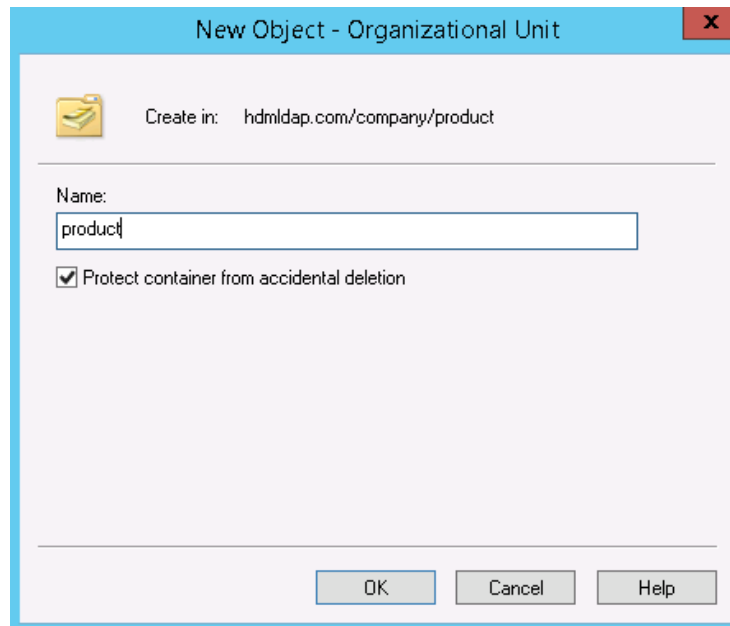 New Object - Organizational Unit
x
Create in: hdmldap.com/company/product
Name:
product
Protect container from accidental deletion
OK Cancel Help